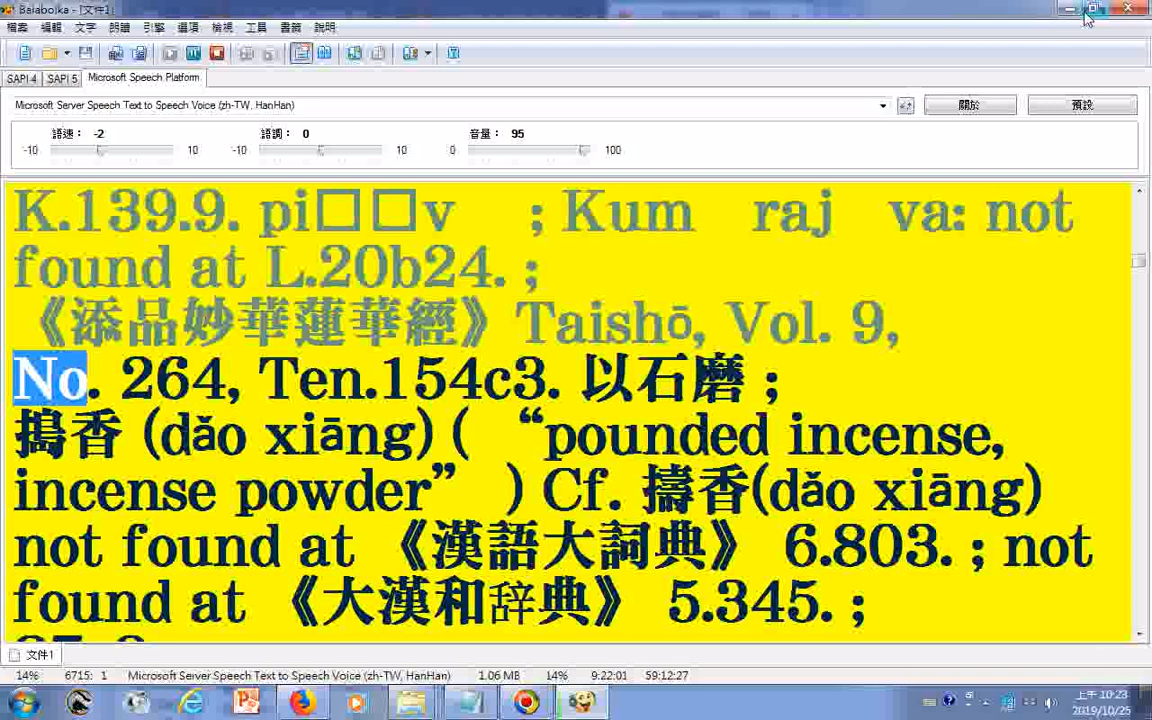 Balabolka - [文件1]
檔案 編輯 文字 朗讀 引擎 選項 檢視 工具 書籤 說明
SAPI 4 SAPI 5 Microsoft Speech Platform
Microsoft Server Speech Text to Speech Voice (zh-TW, HanHan) 關於 預設
語速： -2 語調： 0 音量： 95
-10 10 -10 10 0 100
K.139.9. pi□□v ; Kum raj va: not
found at L.20b24. ;
《添品妙華蓮華經》 Taishō, Vol. 9,
No. 264, Ten.154c3. 以石磨 ;
搗香 (dǎo xiāng) ( “pounded incense,
incense powder” ) Cf. 擣香(dǎo xiāng)
not found at 《漢語大詞典》 6.803. ; not
found at 《大漢和辞典》 5.345. ;
文件1
14% 6715: 1 Microsoft Server Speech Text to Speech Voice (zh-TW, HanHan) 1.06 MB 14% 9:22:01 59:12:27
上午 10:23
2019/10/25